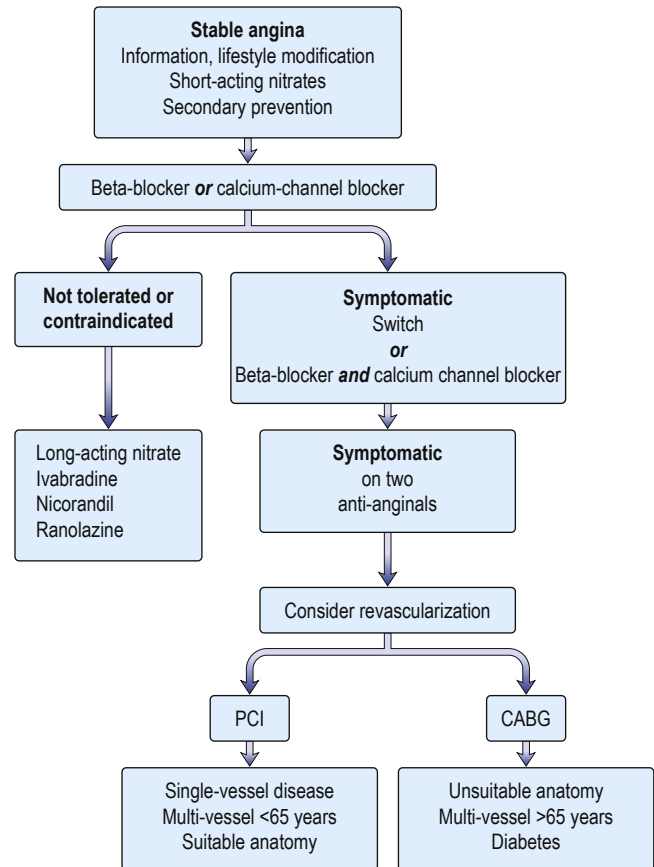 Stable angina
Information, lifestyle modification
Short-acting nitrates
Secondary prevention
Beta-blocker or calcium-channel blocker
Not tolerated or
contraindicated
Symptomatic
Switch
or
Beta-blocker and calcium channel blocker
Long-acting nitrate
Ivabradine
Nicorandil
Ranolazine
Symptomatic
on two
anti-anginals
Consider revascularization
PCI
CABG
Single-vessel disease
Multi-vessel <65 years
Suitable anatomy
Unsuitable anatomy
Multi-vessel >65 years
Diabetes